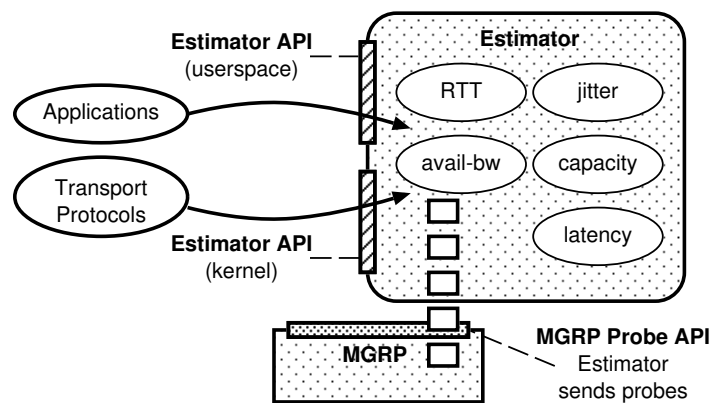 Estimator API
(userspace)
Estimator
Applications
RTT
jitter
avail-bw
capacity
Transport
Protocols
latency
Estimator API
(kernel)
MGRP
MGRP Probe API
Estimator
sends probes